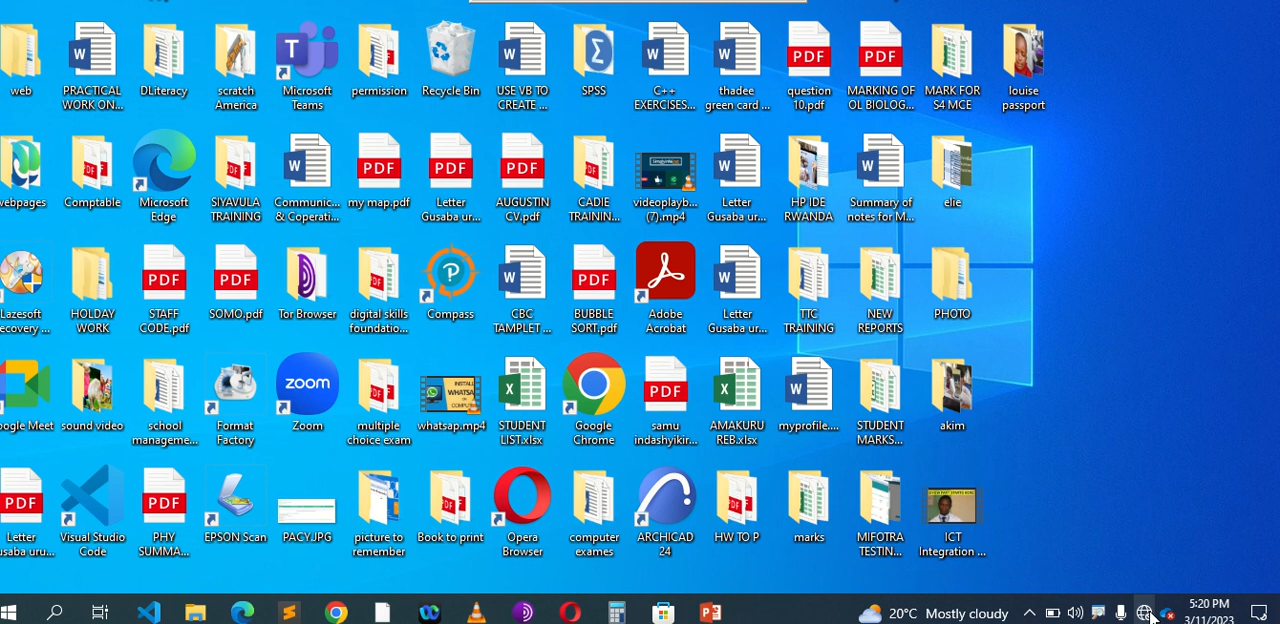 web
PRACTICAL
WORK ON...
DLiteracy
scratch
America
Microsoft
Teams
permission
Recycle Bin
USE VB TO
CREATE ...
SPSS
C++
EXERCISES...
thadee
green card ...
question
10.pdf
MARKING OF
OL BIOLOG...
MARK FOR
S4 MCE
louise
passport
webpages
Comptable
Microsoft
Edge
SIYAVULA
TRAINING
Communic...
& Coperati...
my map.pdf
Letter
Gusaba ur...
AUGUSTIN
CV.pdf
CADIE
TRAININ...
videoplayb...
(7).mp4
Letter
Gusaba ur...
HP IDE
RWANDA
Summary of
notes for M...
elie
Lazesoft
ecovery ...
HOLDAY
WORK
STAFF
CODE.pdf
SOMO.pdf
Tor Browser
digital skills
foundatio...
Compass
CBC
TAMPLET ...
BUBBLE
SORT.pdf
Adobe
Acrobat
Letter
Gusaba ur...
TTC
TRAINING
NEW
REPORTS
PHOTO
oogle Meet
sound video
school
manageme...
Format
Factory
zoom
Zoom
multiple
choice exam
INSTALL
WHATSA
whatsap.mp4
STUDENT
LIST.xlsx
Google
Chrome
samu
indashyikir...
AMAKURU
REB.xlsx
myprofile....
STUDENT
MARKS...
akim
Letter
usaba uru...
Visual Studio
Code
PHY
SUMMA...
EPSON Scan
PACY.JPG
picture to
remember
Book to print
Opera
Browser
computer
exames
ARCHICAD
24
HW TO P
marks
MIFOTRA
TESTIN...
ICT
Integration ...
20°C Mostly cloudy
5:20 PM
3/11/2023